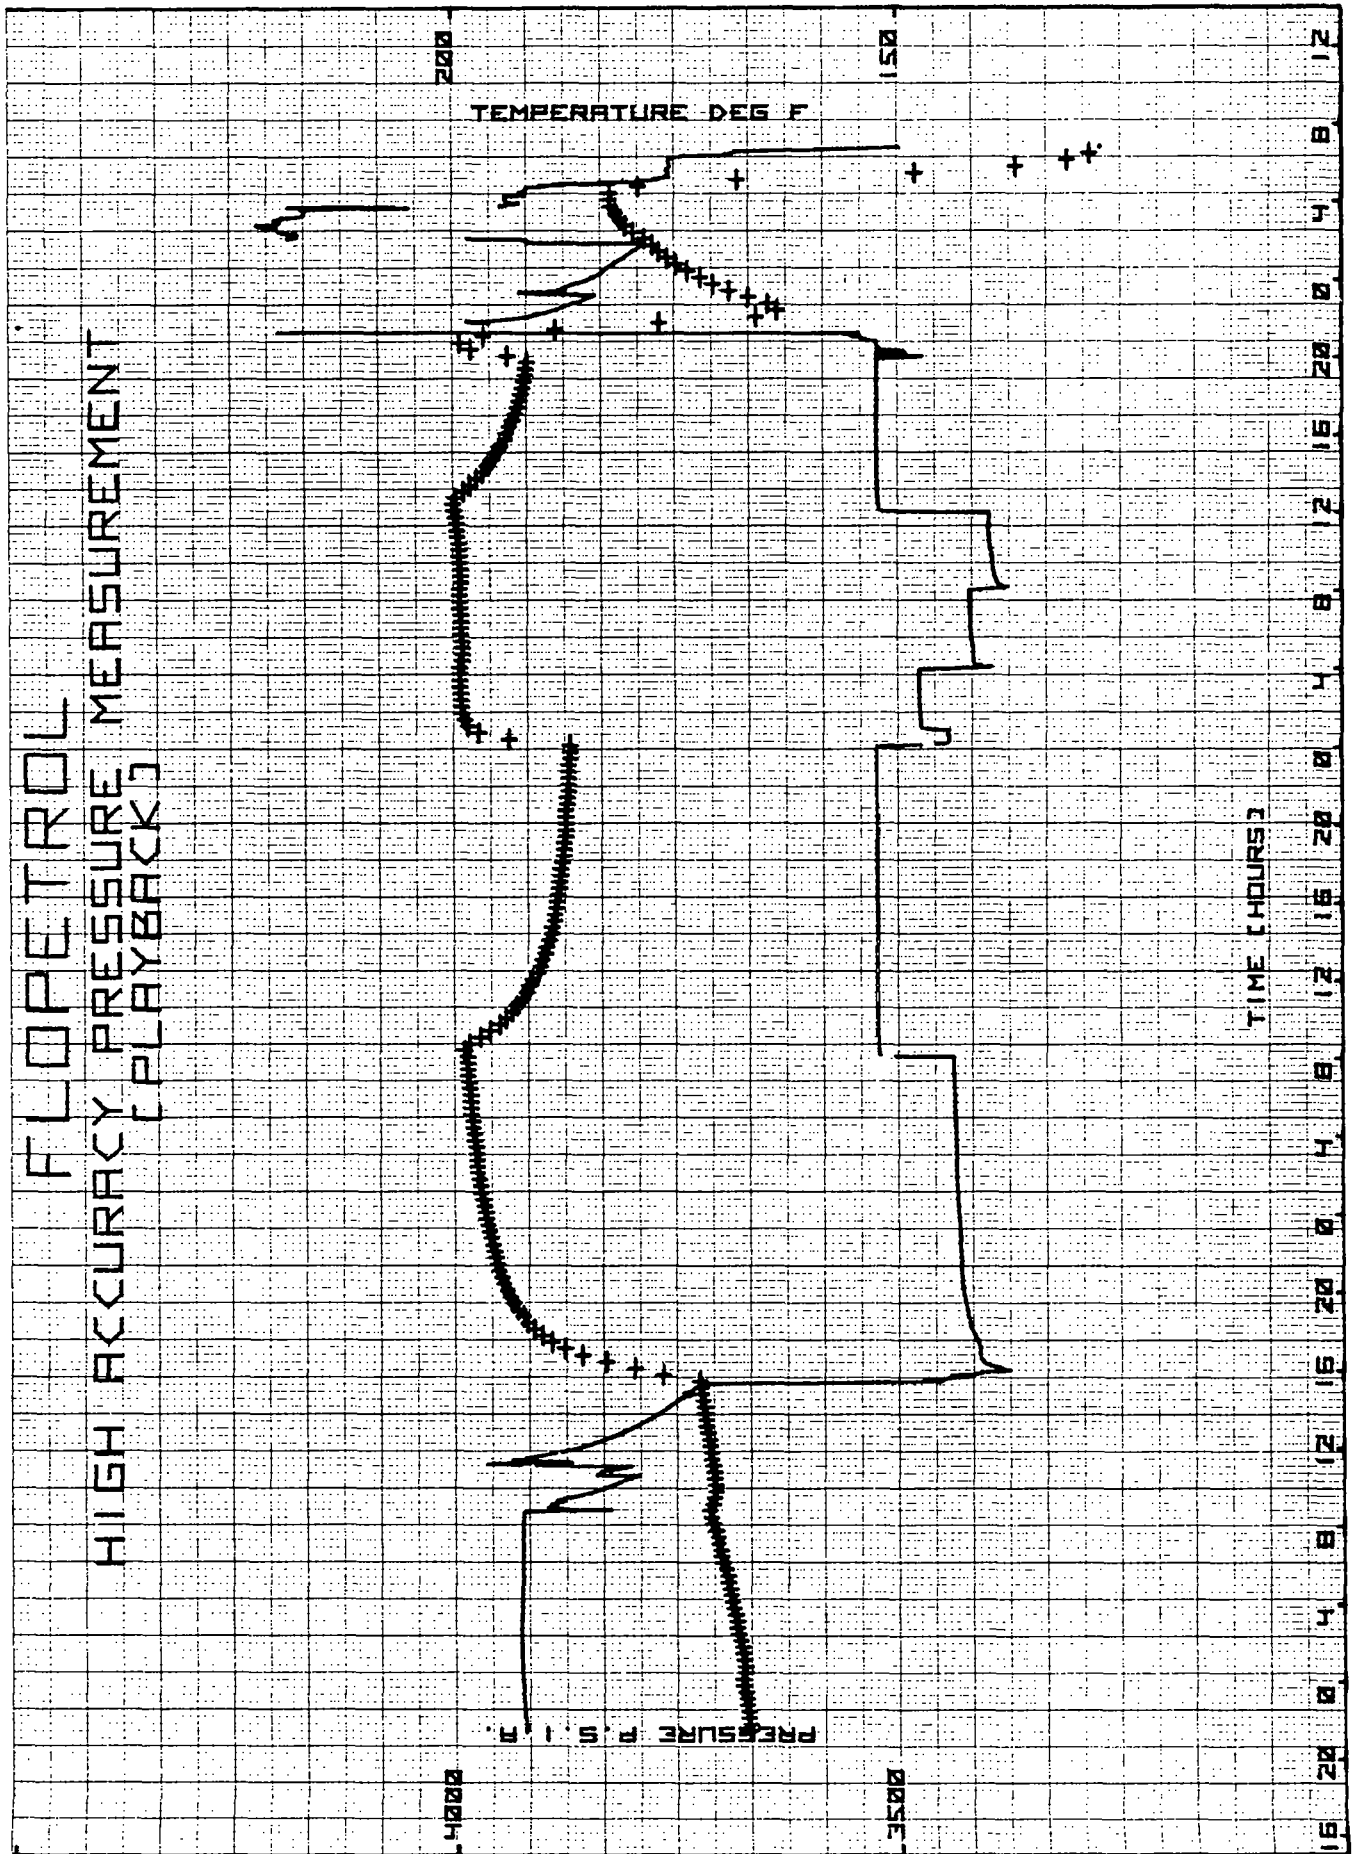 FLOPETROL
HIGH ACCURACY PRESSURE MEASUREMENT
[PLAYBACK]
4000
3500
PRESSURE P.S.I.A.
TEMPERATURE DEG F
200
150
TIME [HOURS]
16 20 0 4 8 12 16 20 0 4 8 12 16 20 0 4 8 12 16 20 0 4 8 12